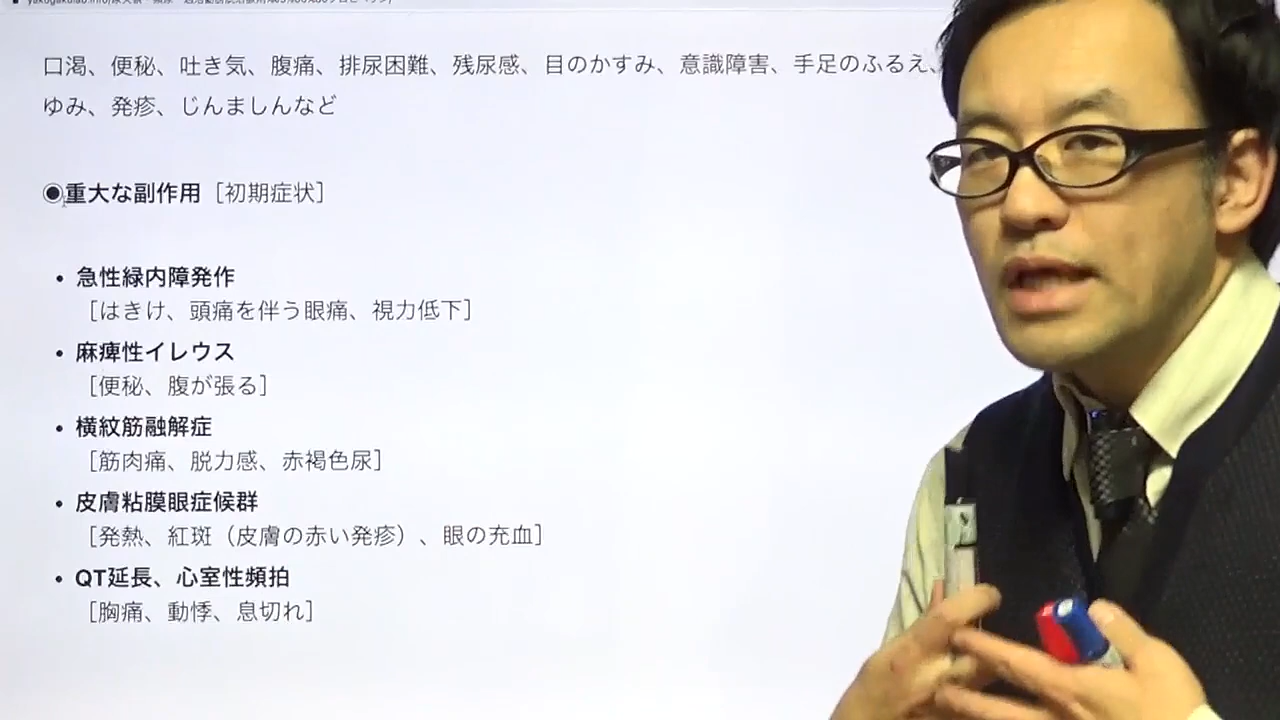 口渇、便秘、吐き気、腹痛、排尿困難、残尿感、目のかすみ、意識障害、手足のふるえ、
ゆみ、発疹、じんましんなど
◉重大な副作用［初期症状］
• 急性緑内障発作
［はきけ、頭痛を伴う眼痛、視力低下］
• 麻痺性イレウス
［便秘、腹が張る］
• 横紋筋融解症
［筋肉痛、脱力感、赤褐色尿］
• 皮膚粘膜眼症候群
［発熱、紅斑（皮膚の赤い発疹）、眼の充血］
• QT延長、心室性頻拍
［胸痛、動悸、息切れ］